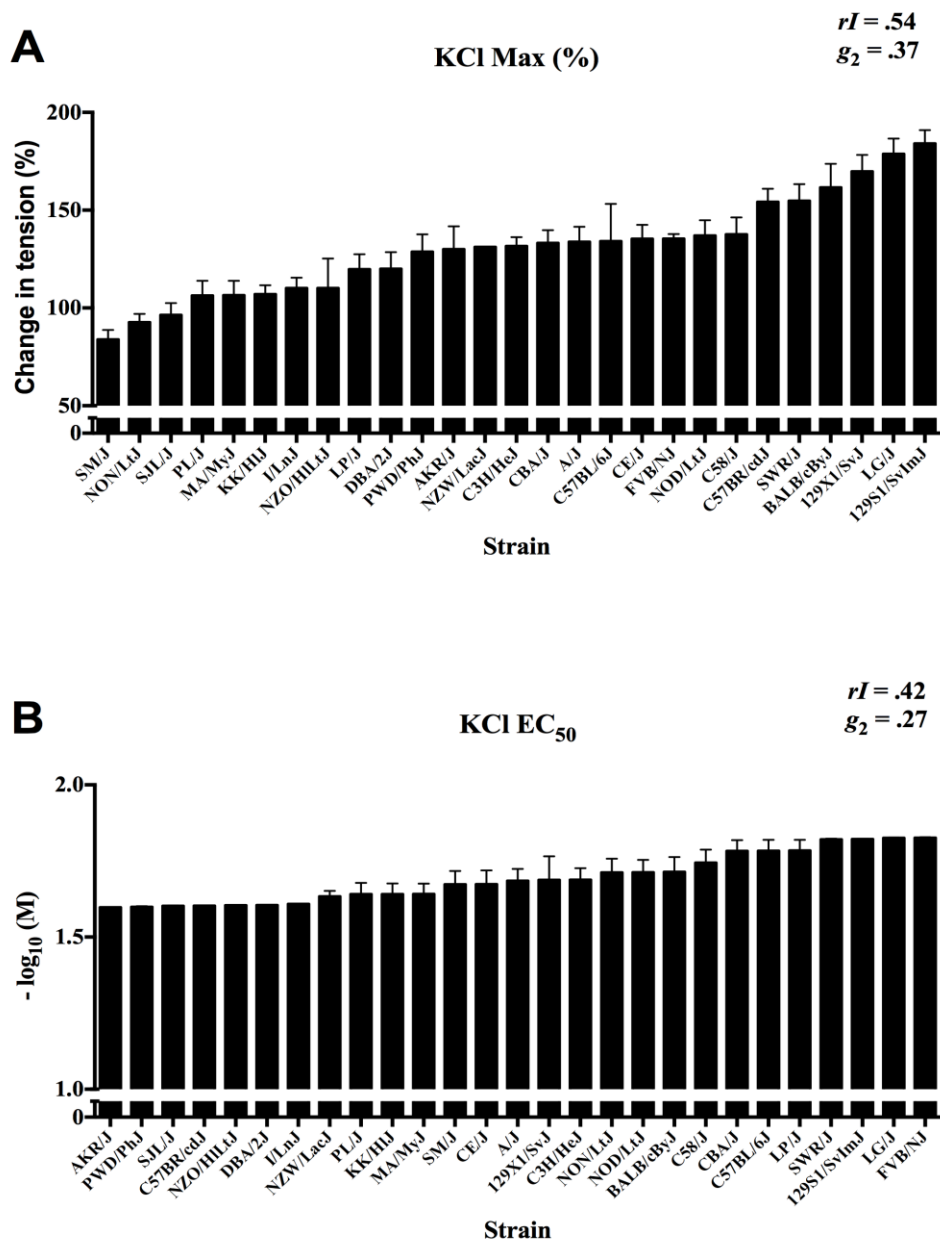 A
KCl Max (%)
rI = .54
g2 = .37
Change in tension (%)
200
150
100
50
0
SM/J
NON/LtJ
SJL/J
PL/J
MA/MyJ
KK/HlJ
I/LnJ
NZO/HILtJ
LP/J
DBA/2J
PWD/PhJ
AKR/J
NZW/LacJ
C3H/HeJ
CBA/J
A/J
C57BL/6J
CE/J
FVB/NJ
NOD/LtJ
C58/J
C57BR/cdJ
SWR/J
BALB/cByJ
129X1/SvJ
LG/J
129S1/SvImJ
Strain
B
KCl EC50
rI = .42
g2 = .27
- log10 (M)
2.0
1.5
1.0
0
AKR/J
PWD/PhJ
SJL/J
C57BR/cdJ
NZO/HILtJ
DBA/2J
I/LnJ
NZW/LacJ
PL/J
KK/HlJ
MA/MyJ
SM/J
CE/J
A/J
129X1/SvJ
C3H/HeJ
NON/LtJ
NOD/LtJ
BALB/cByJ
C58/J
CBA/J
C57BL/6J
LP/J
SWR/J
129S1/SvImJ
LG/J
FVB/NJ
Strain